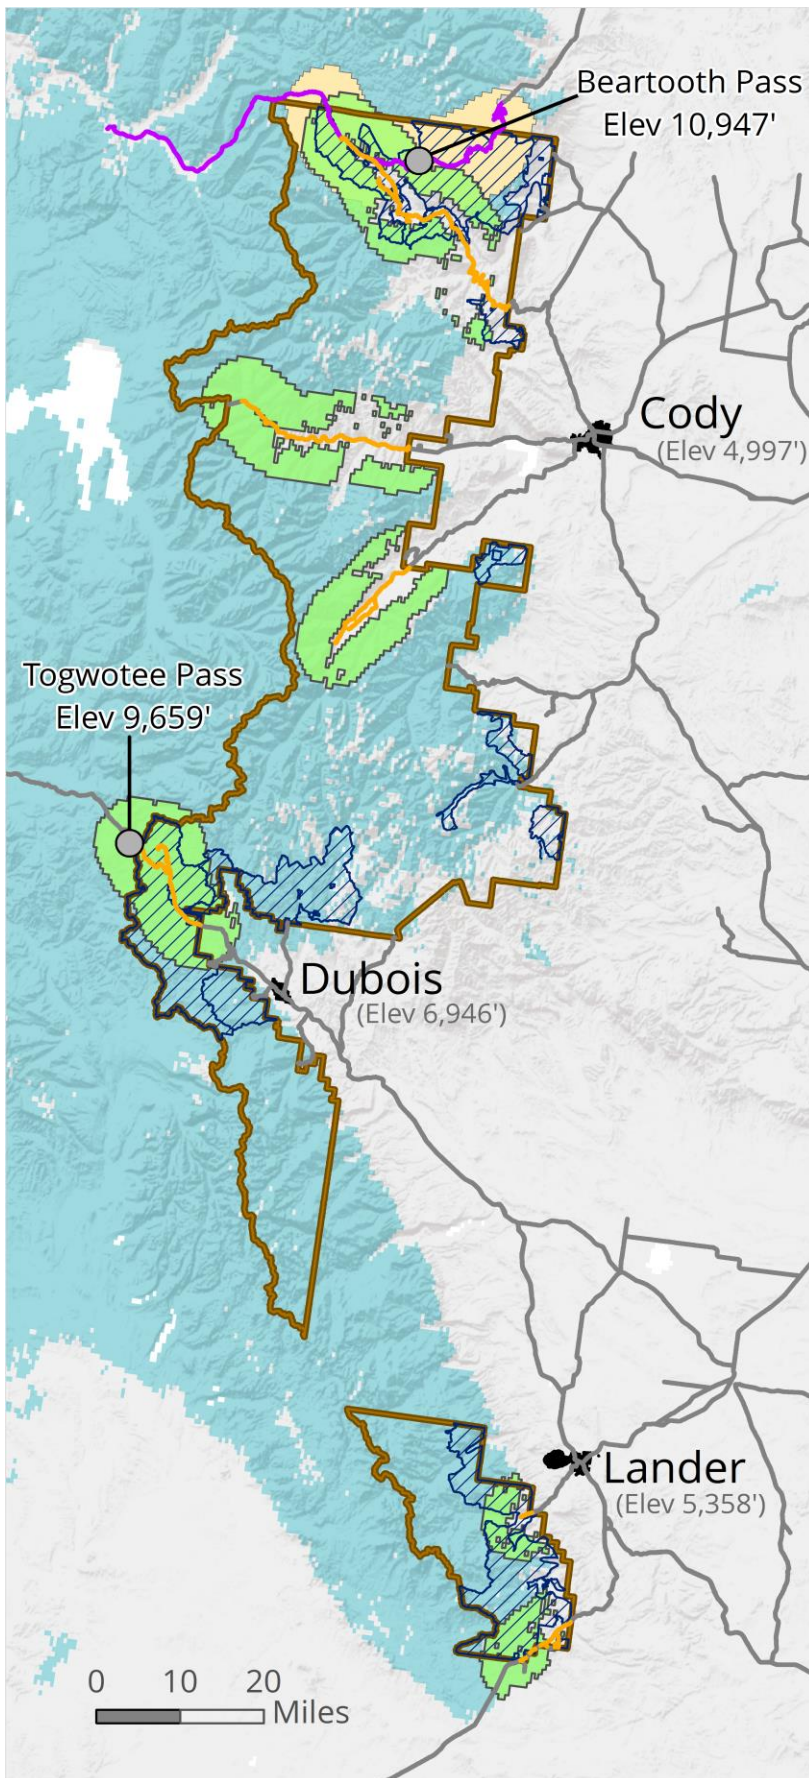 Beartooth Pass
Elev 10,947'
Cody
(Elev 4,997')
Togwotee Pass
Elev 9,659'
Dubois
(Elev 6,946')
Lander
(Elev 5,358')
0 10 20
Miles